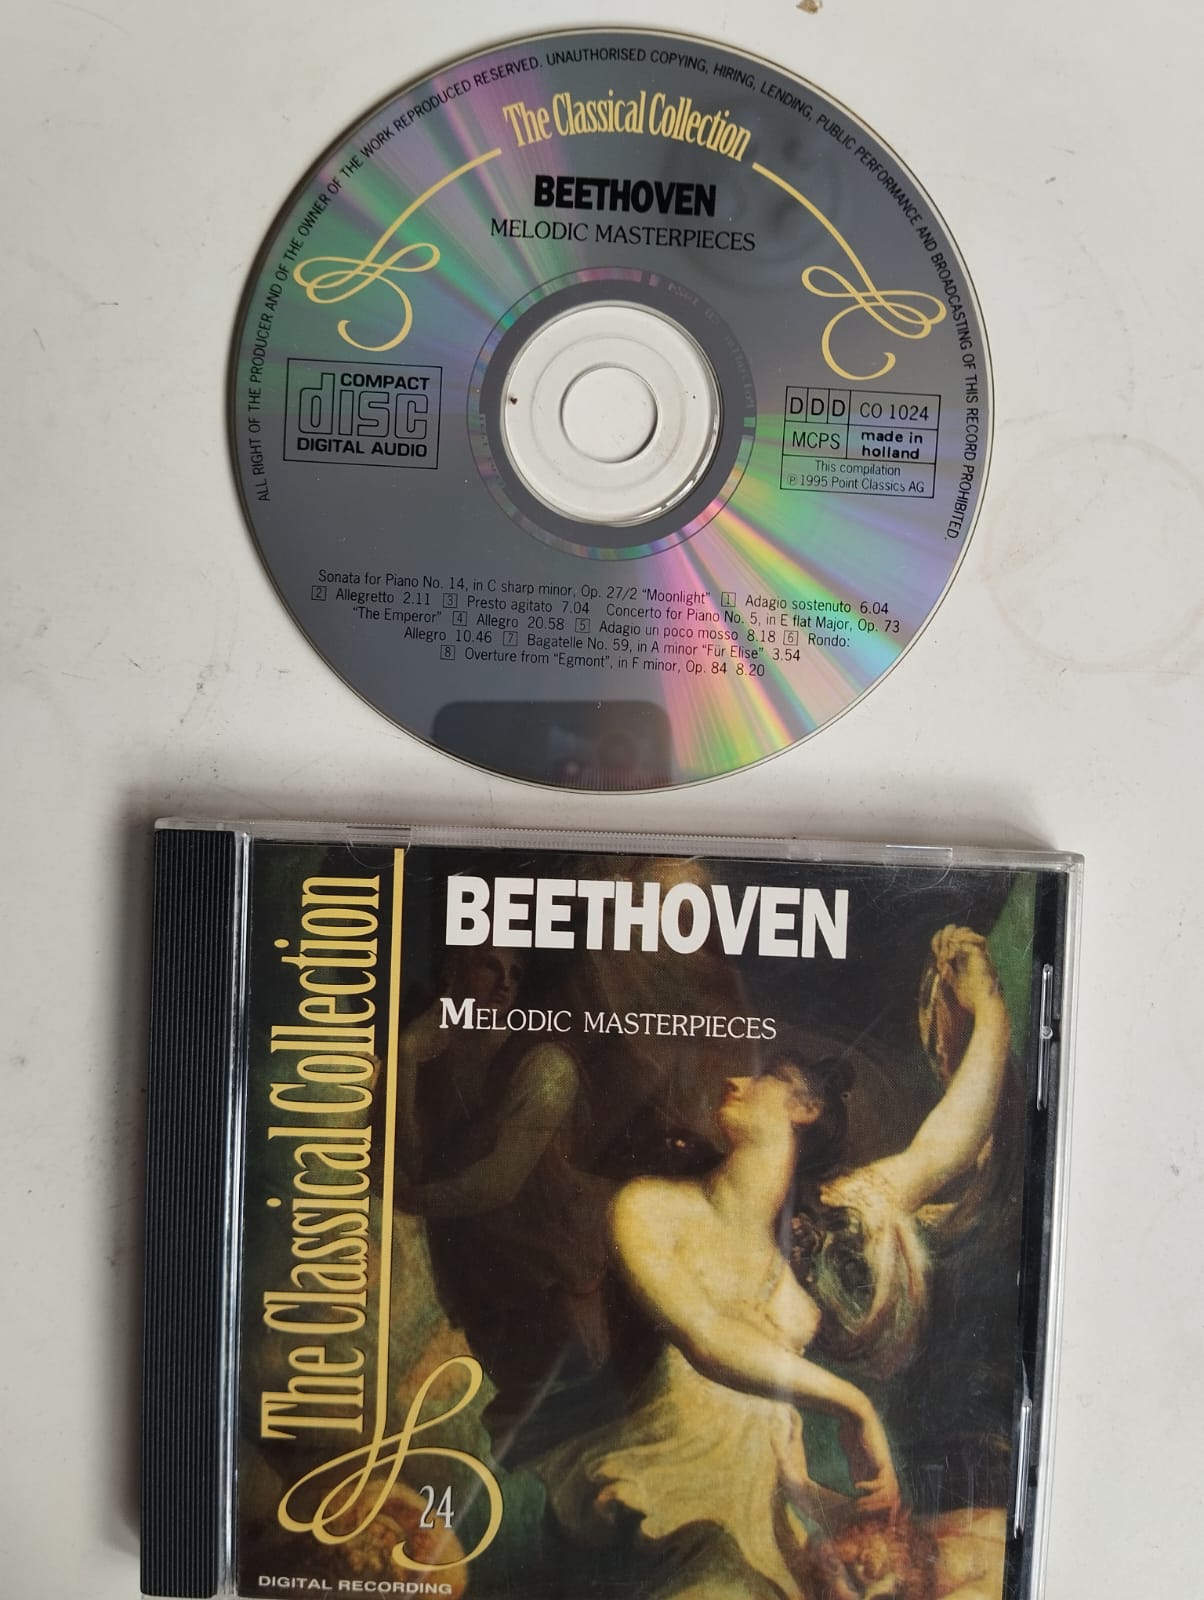 ALL RIGHT OF THE PRODUCER AND OF THE OWNER OF THE WORK REPRODUCED RESERVED. UNAUTHORISED COPYING, HIRING, LENDING, PUBLIC PERFORMANCE AND BROADCASTING OF THIS RECORD PROHIBITED.
The Classical Collection
BEETHOVEN
MELODIC MASTERPIECES
COMPACT
disc
DIGITAL AUDIO
DDD CO 1024
MCPS made in
holland
This compilation
℗ 1995 Point Classics AG
Sonata for Piano No. 14, in C sharp minor, Op. 27/2 “Moonlight” 1 Adagio sostenuto 6.04
2 Allegretto 2.11 3 Presto agitato 7.04 Concerto for Piano No. 5, in E flat Major, Op. 73
“The Emperor” 4 Allegro 20.58 5 Adagio un poco mosso 8.18 6 Rondo:
Allegro 10.46 7 Bagatelle No. 59, in A minor “Für Elise” 3.54
8 Overture from “Egmont”, in F minor, Op. 84 8.20
The Classical Collection
BEETHOVEN
MELODIC MASTERPIECES
24
DIGITAL RECORDING